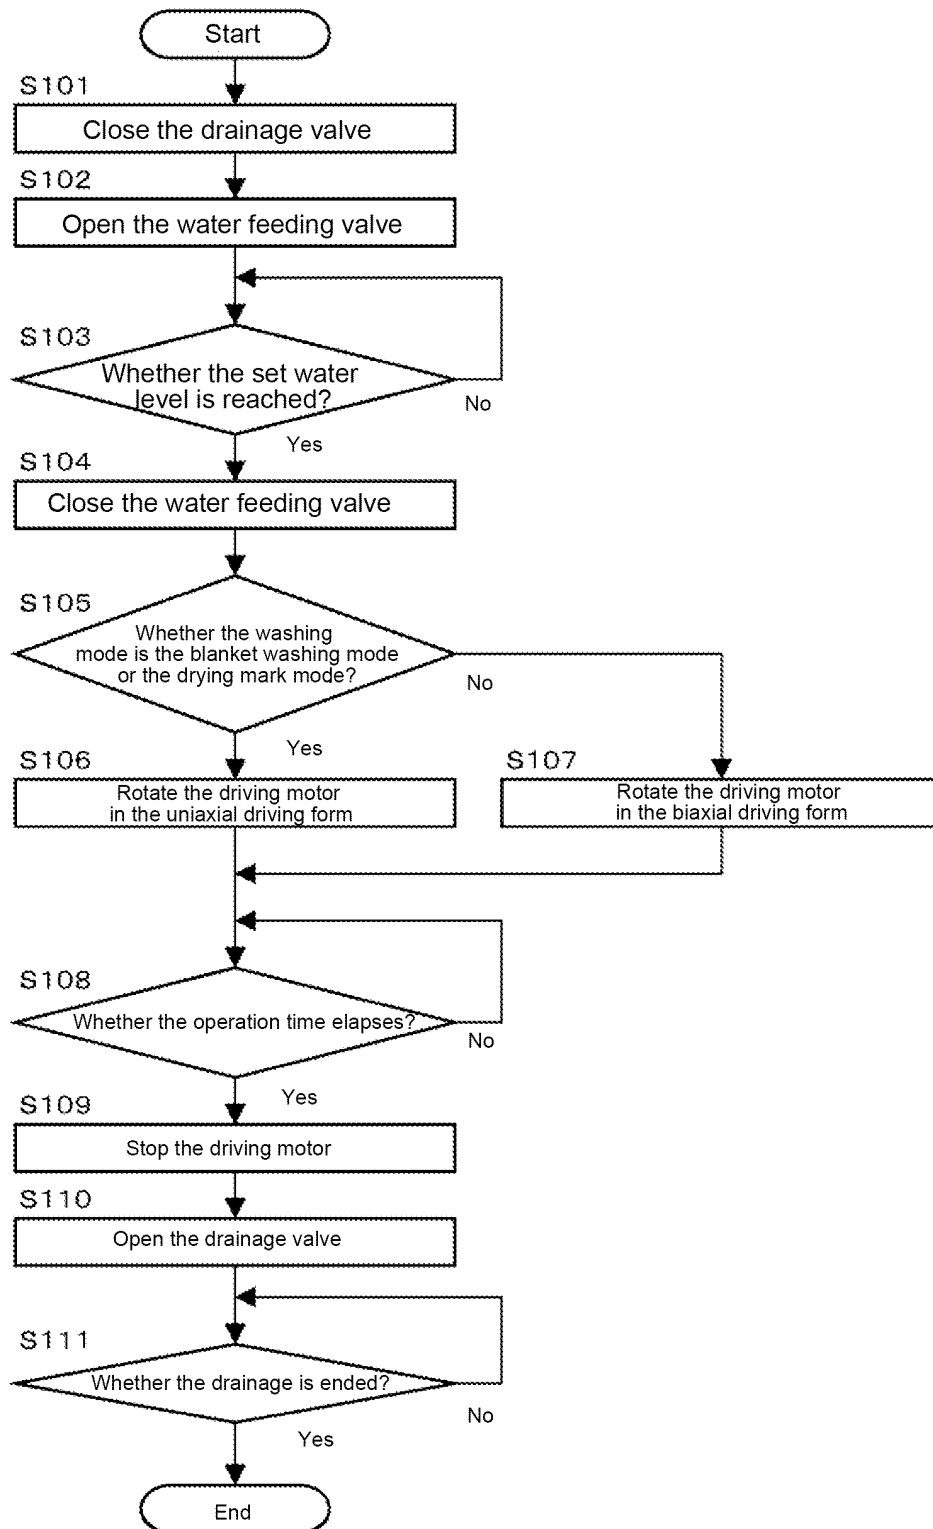 Start
S101
Close the drainage valve
S102
Open the water feeding valve
S103
Whether the set water
level is reached?
No
Yes
S104
Close the water feeding valve
S105
Whether the washing
mode is the blanket washing mode
or the drying mark mode?
No
Yes
S106
Rotate the driving motor
in the uniaxial driving form
S107
Rotate the driving motor
in the biaxial driving form
S108
Whether the operation time elapses?
No
Yes
S109
Stop the driving motor
S110
Open the drainage valve
S111
Whether the drainage is ended?
No
Yes
End